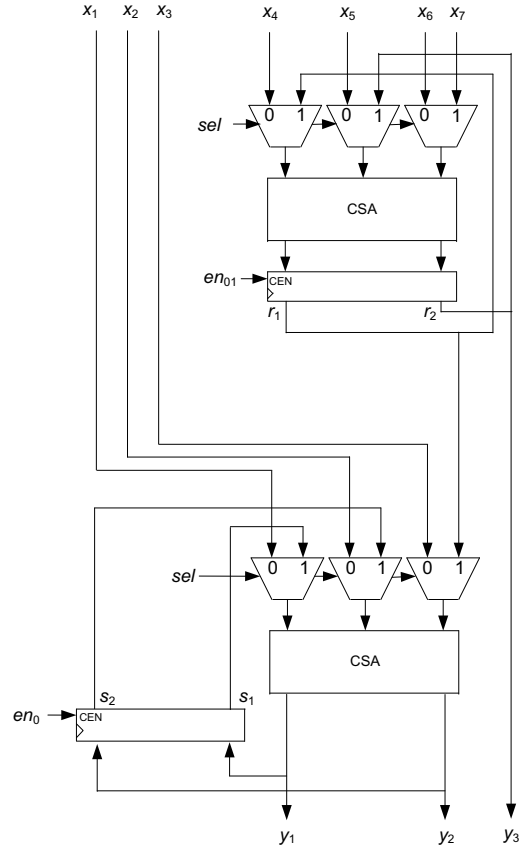 x1 x2 x3 x4 x5 x6 x7
sel 0 1 0 1 0 1
CSA
en01 CEN
r1 r2
0 1 0 1 0 1
sel
CSA
s2 s1
en0 CEN
y1 y2 y3